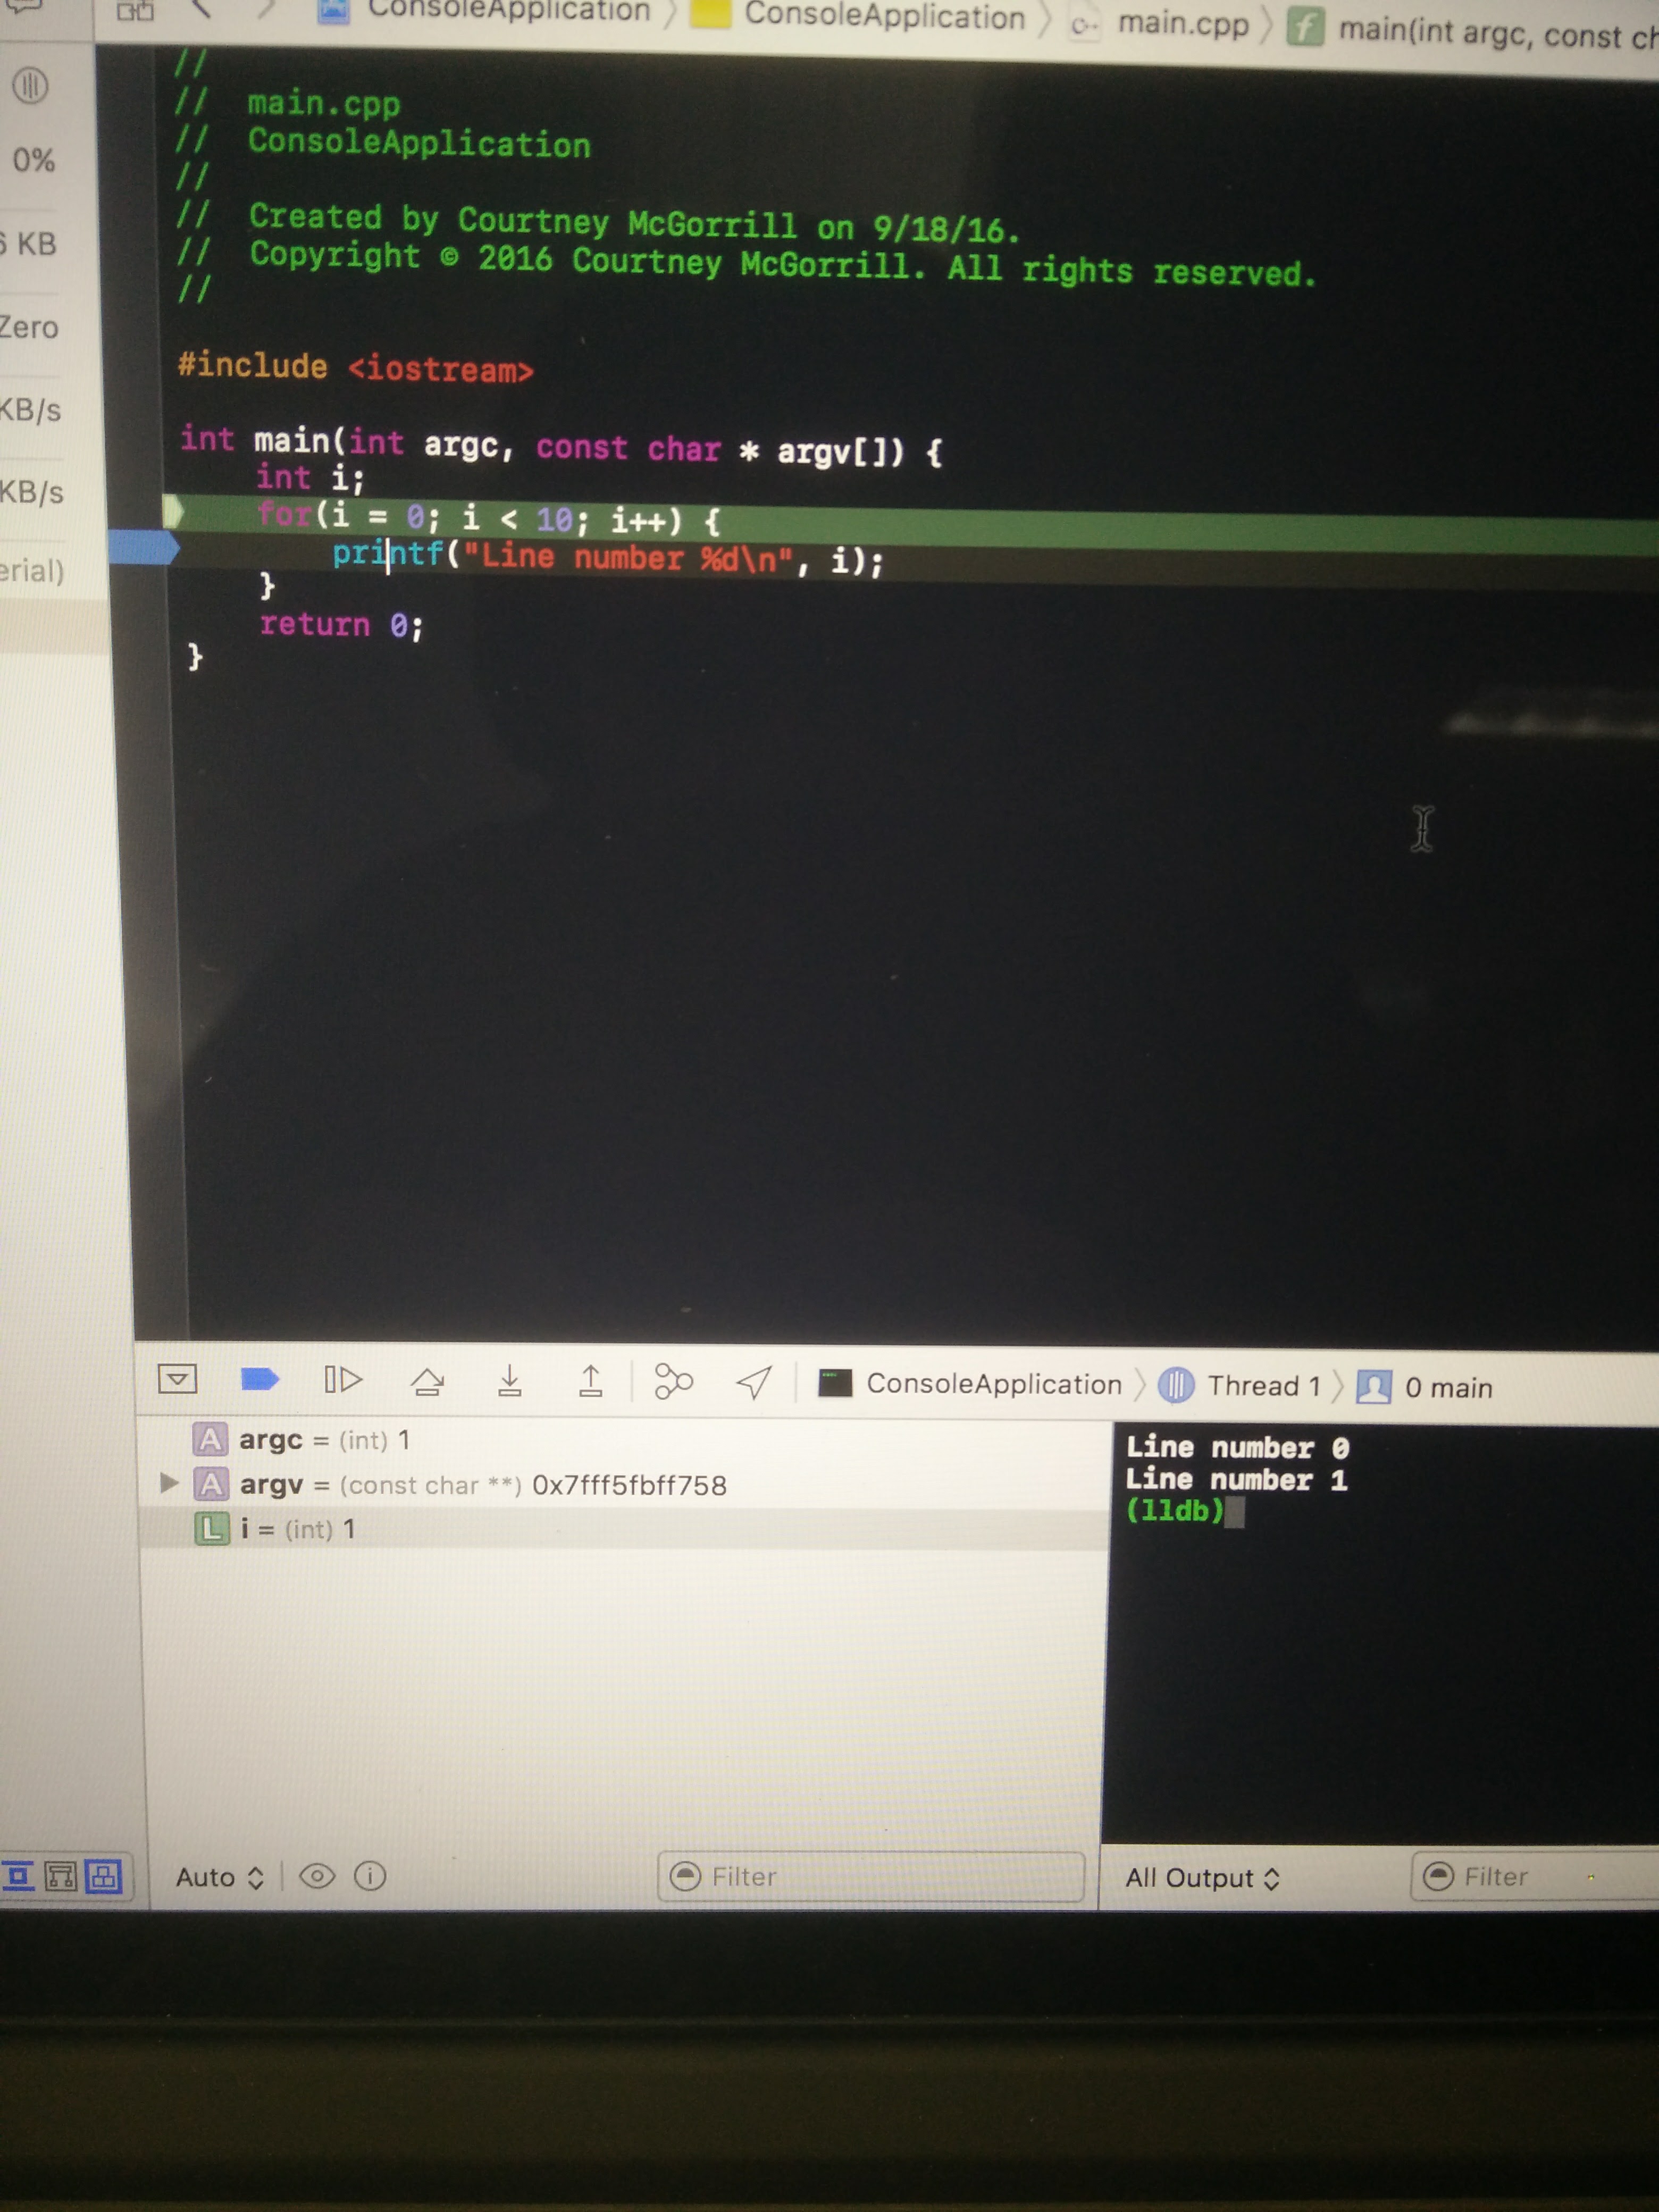 ConsoleApplication 〉 ConsoleApplication 〉 main.cpp 〉 main(int argc, const ch
//
// main.cpp
// ConsoleApplication
//
// Created by Courtney McGorrill on 9/18/16.
// Copyright © 2016 Courtney McGorrill. All rights reserved.
//
0%
KB
Zero
KB/s
KB/s
erial)
#include <iostream>
int main(int argc, const char * argv[]) {
int i;
for(i = 0; i < 10; i++) {
printf("Line number %d\n", i);
}
return 0;
}
ConsoleApplication 〉 Thread 1 〉 0 main
A argc = (int) 1
A argv = (const char **) 0x7fff5fbff758
L i = (int) 1
Line number 0
Line number 1
(lldb)
Auto
Filter
All Output
Filter